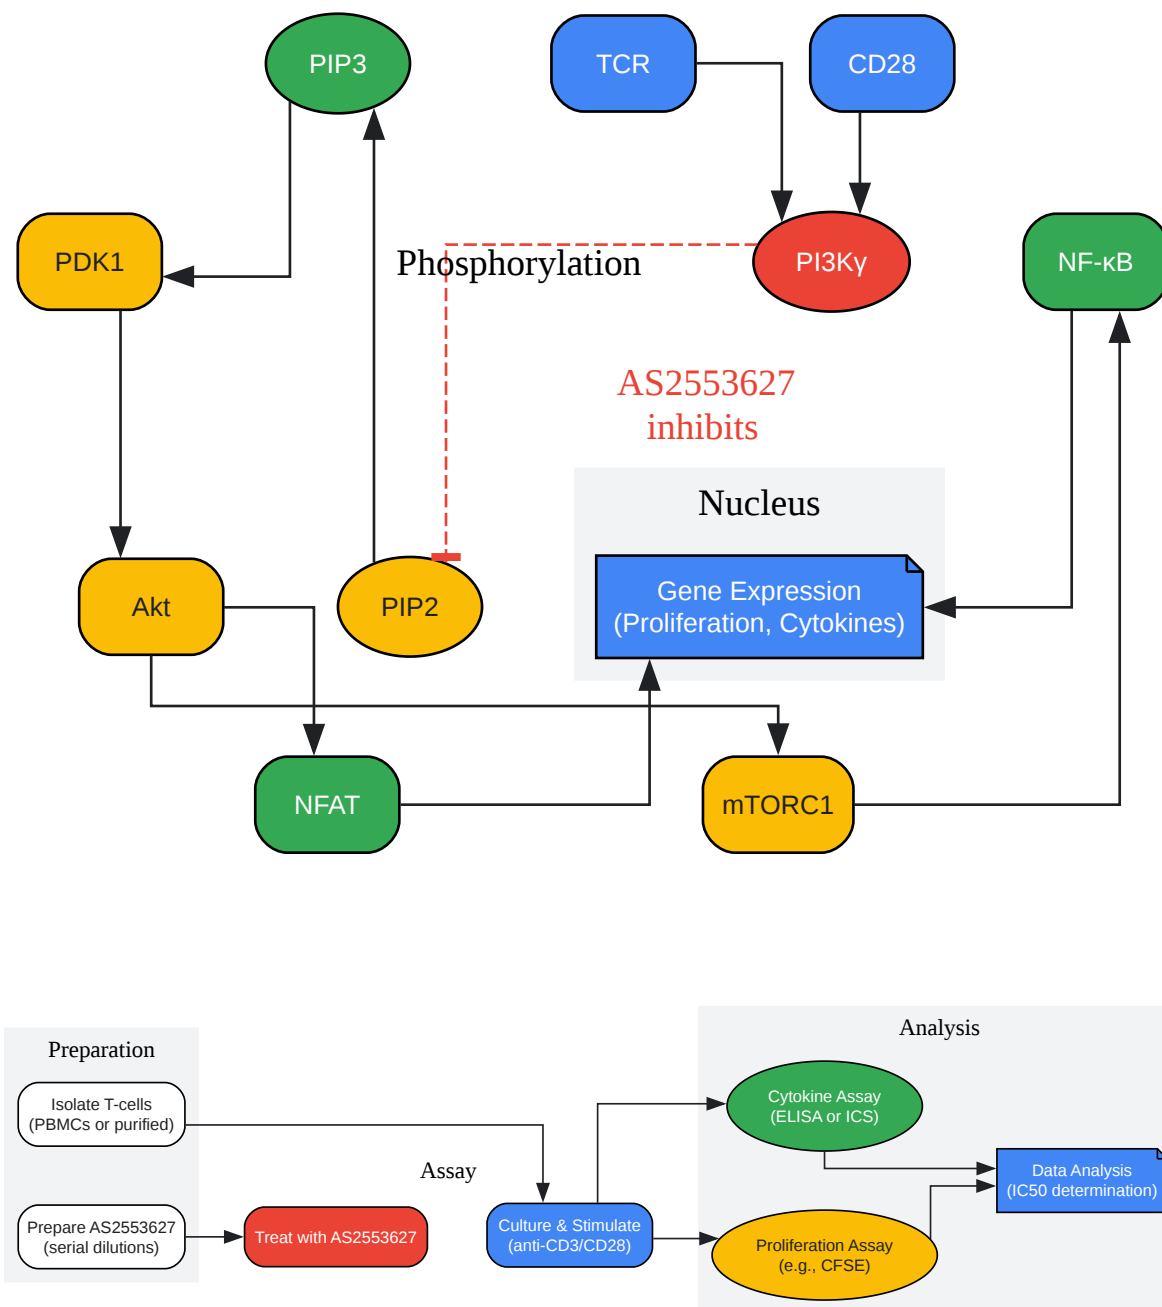 PIP3
TCR
CD28
PDK1
Phosphorylation
PI3Kγ
NF-κB
AS2553627
inhibits
Nucleus
Gene Expression
(Proliferation, Cytokines)
Akt
PIP2
NFAT
mTORC1
Preparation
Isolate T-cells
(PBMCs or purified)
Prepare AS2553627
(serial dilutions)
Assay
Treat with AS2553627
Culture & Stimulate
(anti-CD3/CD28)
Analysis
Cytokine Assay
(ELISA or ICS)
Proliferation Assay
(e.g., CFSE)
Data Analysis
(IC50 determination)